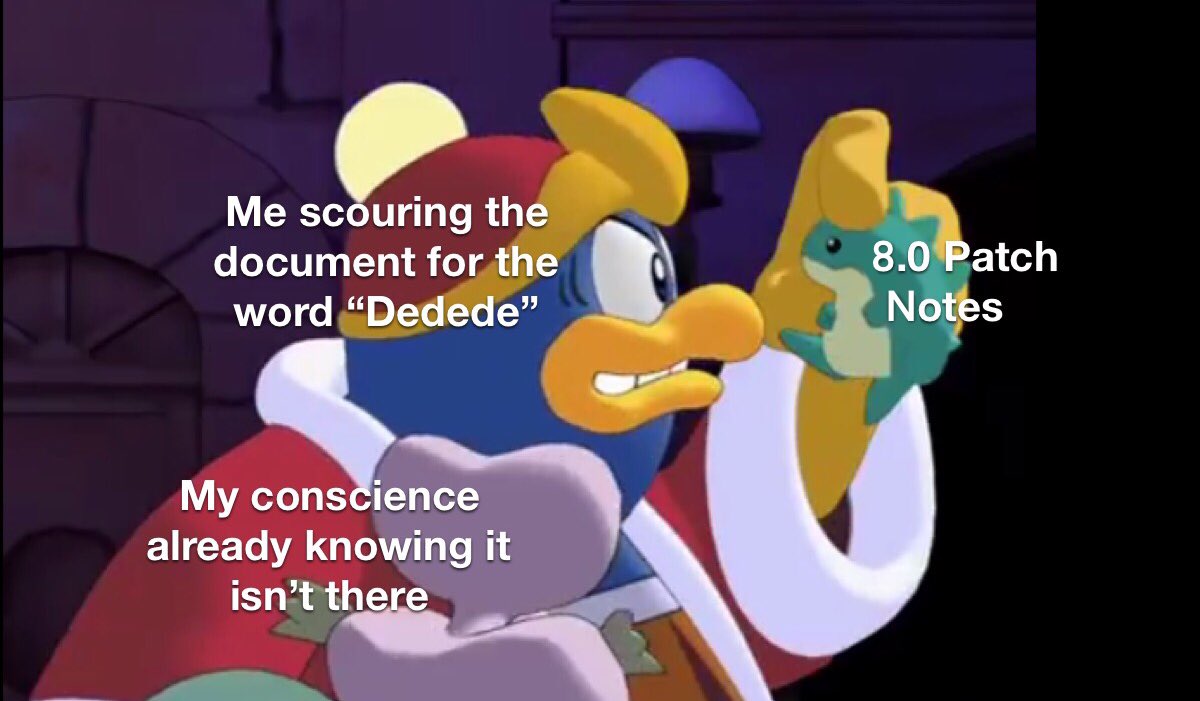 Me scouring the
document for the
word “Dedede”
8.0 Patch
Notes
My conscience
already knowing it
isn’t there